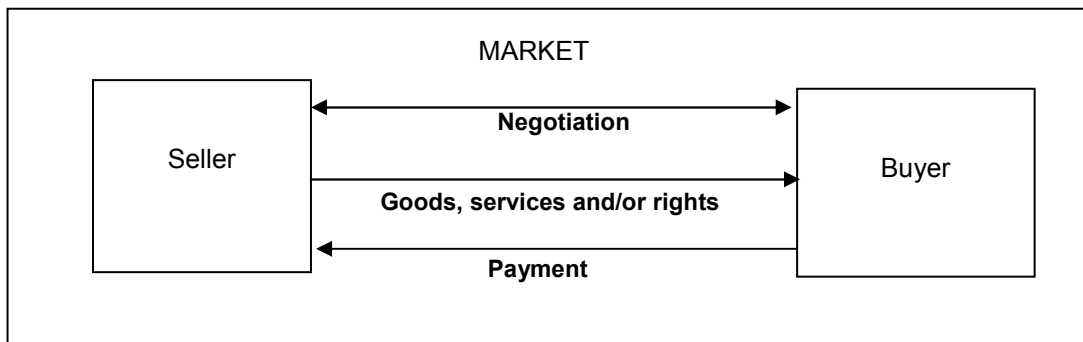 MARKET
Negotiation
Seller
Buyer
Goods, services and/or rights
Payment